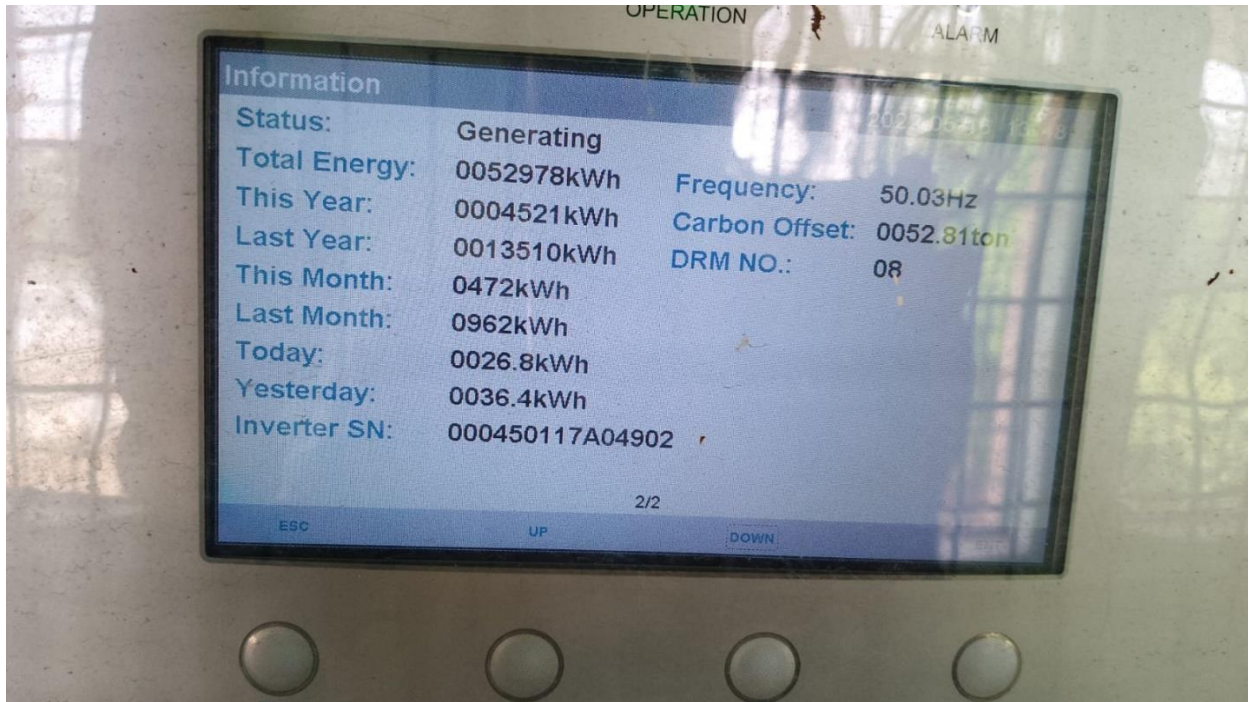 OPERATION
ALARM
Information
Status: Generating
Total Energy: 0052978kWh
This Year: 0004521kWh
Last Year: 0013510kWh
This Month: 0472kWh
Last Month: 0962kWh
Today: 0026.8kWh
Yesterday: 0036.4kWh
Inverter SN: 000450117A04902
Frequency: 50.03Hz
Carbon Offset: 0052.81ton
DRM NO.: 08
2/2
ESC UP DOWN